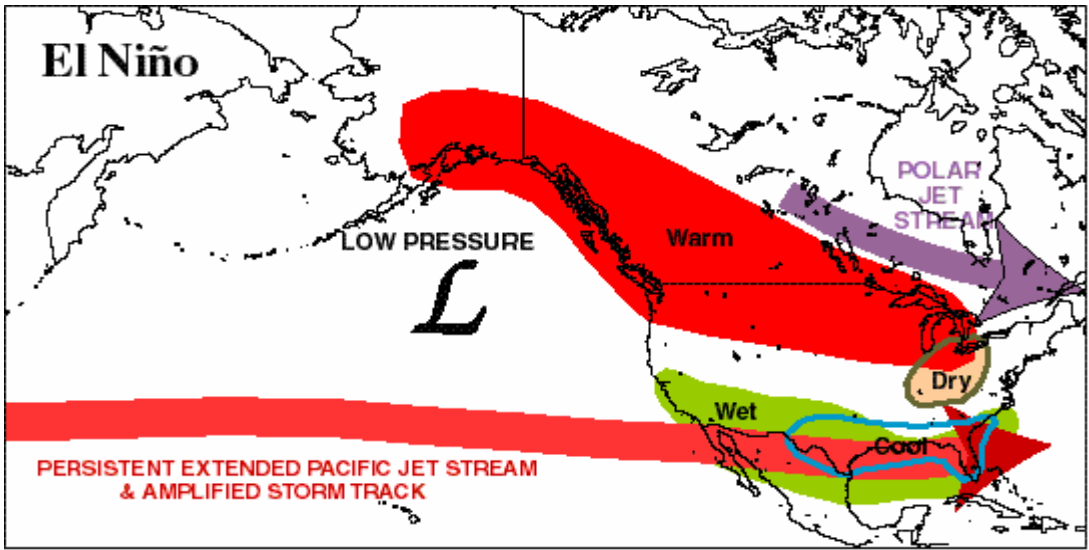 El Niño
POLAR
JET
STREAM
LOW PRESSURE
Warm
L
Dry
Wet
Cool
PERSISTENT EXTENDED PACIFIC JET STREAM
& AMPLIFIED STORM TRACK